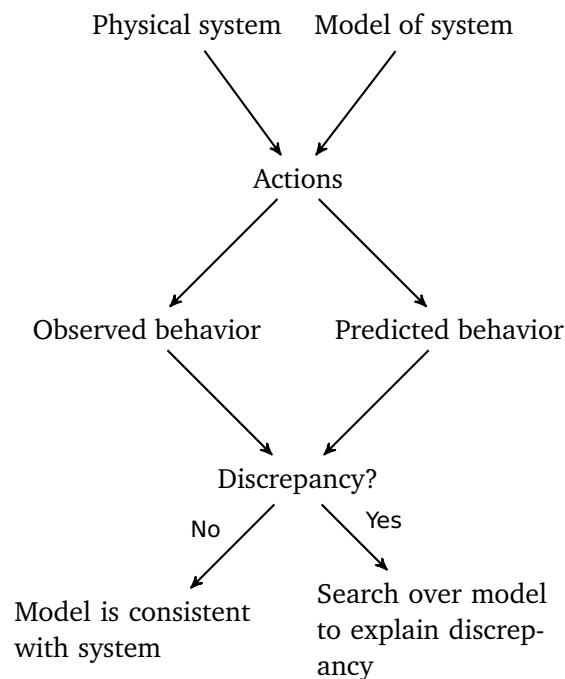 Physical system
Model of system
Actions
Observed behavior
Predicted behavior
Discrepancy?
No
Yes
Model is consistent
with system
Search over model
to explain discrep-
ancy